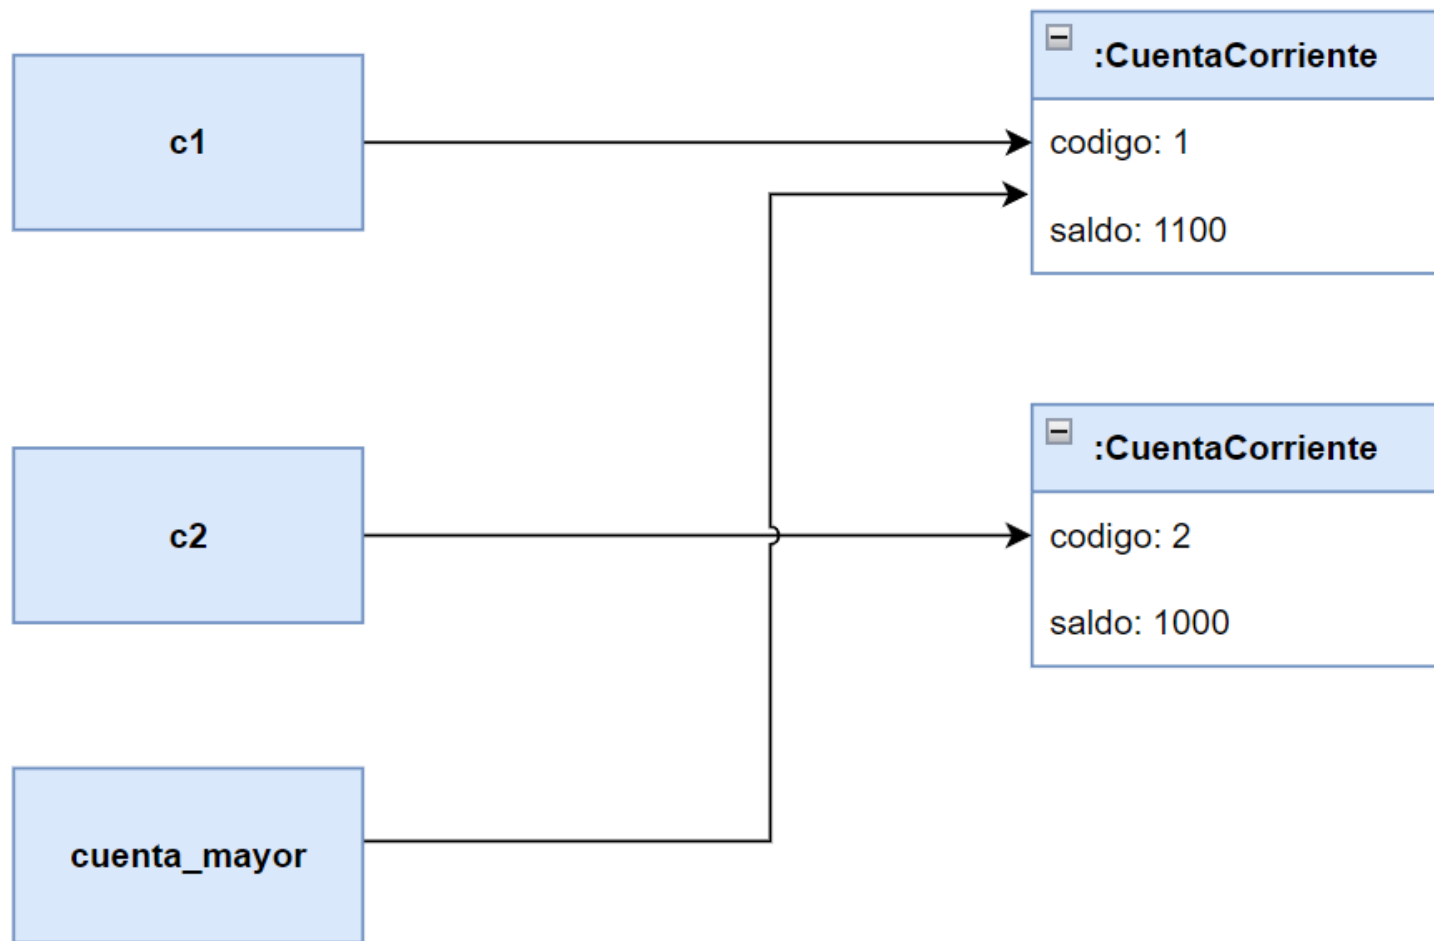 c1
:CuentaCorriente
codigo: 1
saldo: 1100
c2
:CuentaCorriente
codigo: 2
saldo: 1000
cuenta_mayor